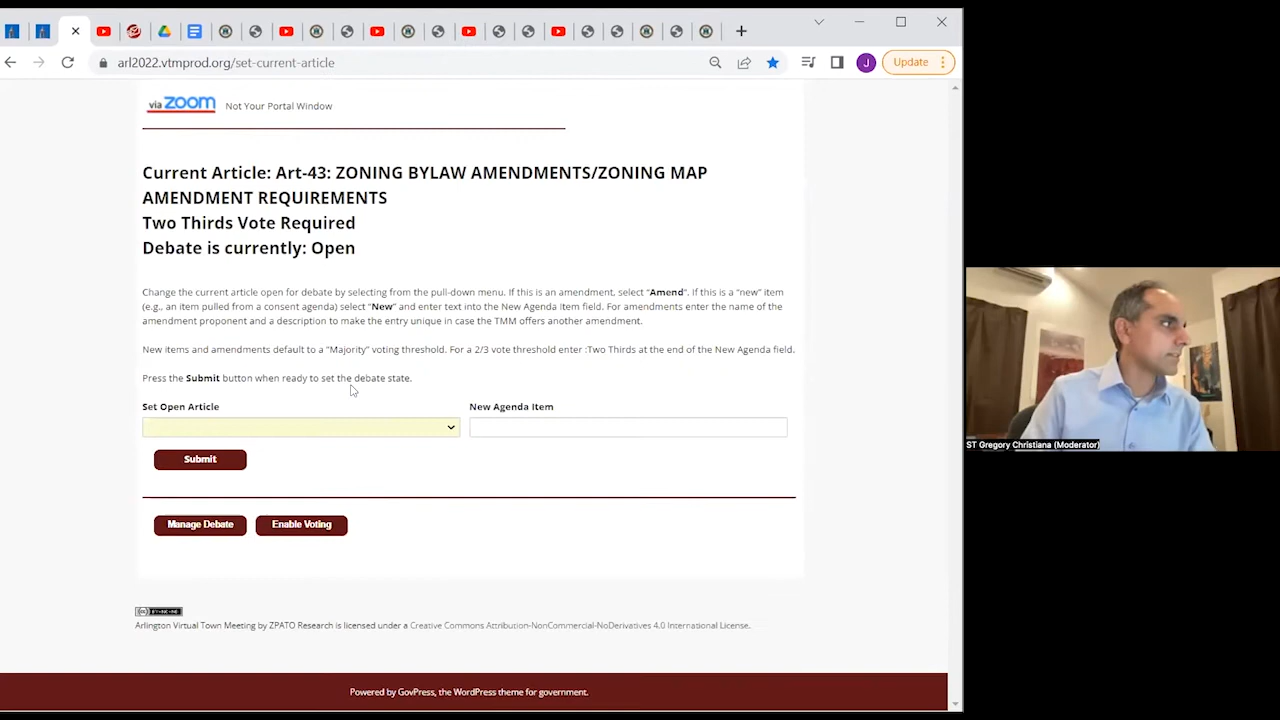 arl2022.vtmprod.org/set-current-article
J
Update
via zoom
Not Your Portal Window
Current Article: Art-43: ZONING BYLAW AMENDMENTS/ZONING MAP
AMENDMENT REQUIREMENTS
Two Thirds Vote Required
Debate is currently: Open
Change the current article open for debate by selecting from the pull-down menu. If this is an amendment, select "Amend". If this is a "new" item
(e.g., an item pulled from a consent agenda) select "New" and enter text into the New Agenda Item field. For amendments enter the name of the
amendment proponent and a description to make the entry unique in case the TMM offers another amendment.
New items and amendments default to a "Majority" voting threshold. For a 2/3 vote threshold enter :Two Thirds at the end of the New Agenda field.
Press the Submit button when ready to set the debate state.
Set Open Article
New Agenda Item
Submit
Manage Debate
Enable Voting
ST Gregory Christiana (Moderator)
Arlington Virtual Town Meeting by ZPATO Research is licensed under a Creative Commons Attribution-NonCommercial-NoDerivatives 4.0 International License.
Powered by GovPress, the WordPress theme for government.